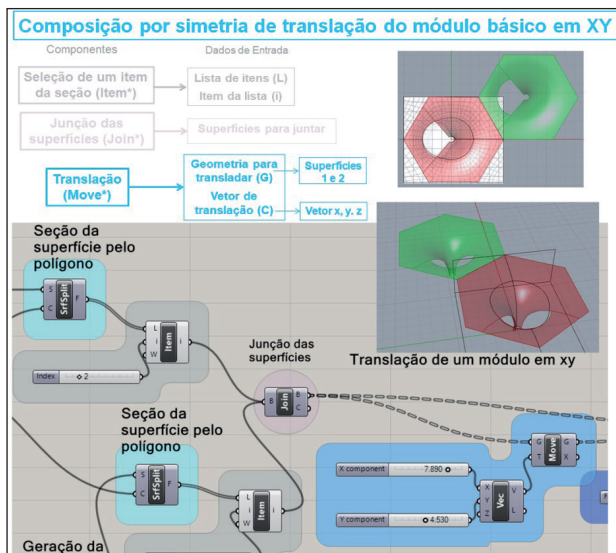 Composição por simetria de translação do módulo básico em XY
Componentes
Dados de Entrada
Seleção de um item
da seção (Item*)
Lista de itens (L)
Item da lista (i)
Junção das
superfícies (Join*)
Superfícies para juntar
Translação
(Move*)
Geometria para
transladar (G)
Superfícies
1 e 2
Vetor de
translação (C)
Vetor x, y. z
Seção da
superfície pelo
polígono
S
C
SrfSplit
F
L
i
W
Item
i
Index
2
Junção das
superfícies
B
Join
B
C
Translação de um módulo em xy
Seção da
superfície pelo
polígono
S
C
SrfSplit
F
L
i
W
Item
i
X component
7.890
Y component
4.530
X
Y
Z
Vec
V
L
G
T
Move
G
X
F
Geração da